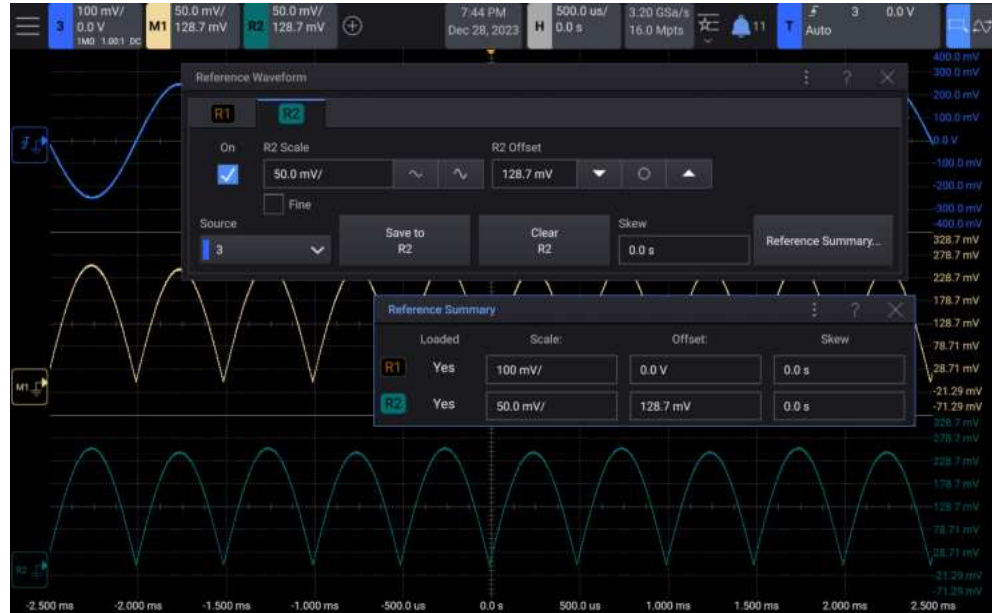 3
100 mV/
0.0 V
1MΩ 1.00:1 DC
M1
50.0 mV/
128.7 mV
R2
50.0 mV/
128.7 mV
7:44 PM
Dec 28, 2023
H
500.0 us/
0.0 s
3.20 GSa/s
16.0 Mpts
11
T
Auto
3
0.0 V
400.0 mV
300.0 mV
200.0 mV
100.0 mV
0.0 V
-100.0 mV
-200.0 mV
-300.0 mV
-400.0 mV
Reference Waveform
?
R1
R2
On
R2 Scale
R2 Offset
50.0 mV/
128.7 mV
Fine
Source
3
Save to
R2
Clear
R2
Skew
0.0 s
Reference Summary...
328.7 mV
278.7 mV
228.7 mV
178.7 mV
128.7 mV
78.71 mV
28.71 mV
-21.29 mV
-71.29 mV
Reference Summary
?
Loaded
Scale:
Offset:
Skew
R1
Yes
100 mV/
0.0 V
0.0 s
R2
Yes
50.0 mV/
128.7 mV
0.0 s
M1
328.7 mV
278.7 mV
228.7 mV
178.7 mV
128.7 mV
78.71 mV
28.71 mV
-21.29 mV
-71.29 mV
R2
-2.500 ms
-2.000 ms
-1.500 ms
-1.000 ms
-500.0 us
0.0 s
500.0 us
1.000 ms
1.500 ms
2.000 ms
2.500 ms